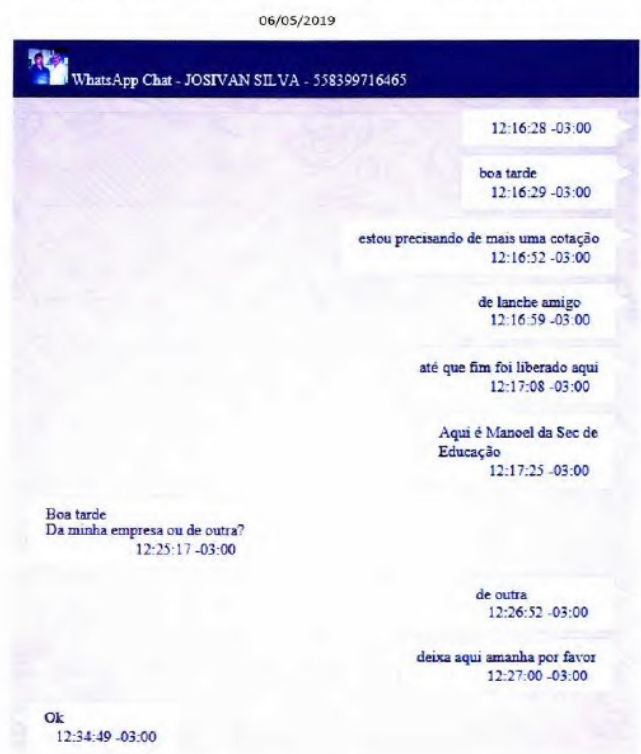 06/05/2019
WhatsApp Chat - JOSIVAN SILVA - 558399716465
12:16:28 -03:00
boa tarde
12:16:29 -03:00
estou precisando de mais uma cotação
12:16:52 -03:00
de lanche amigo
12:16:59 -03:00
até que fim foi liberado aqui
12:17:08 -03:00
Aqui é Manoel da Sec de
Educação
12:17:25 -03:00
Boa tarde
Da minha empresa ou de outra?
12:25:17 -03:00
de outra
12:26:52 -03:00
deixa aqui amanha por favor
12:27:00 -03:00
Ok
12:34:49 -03:00